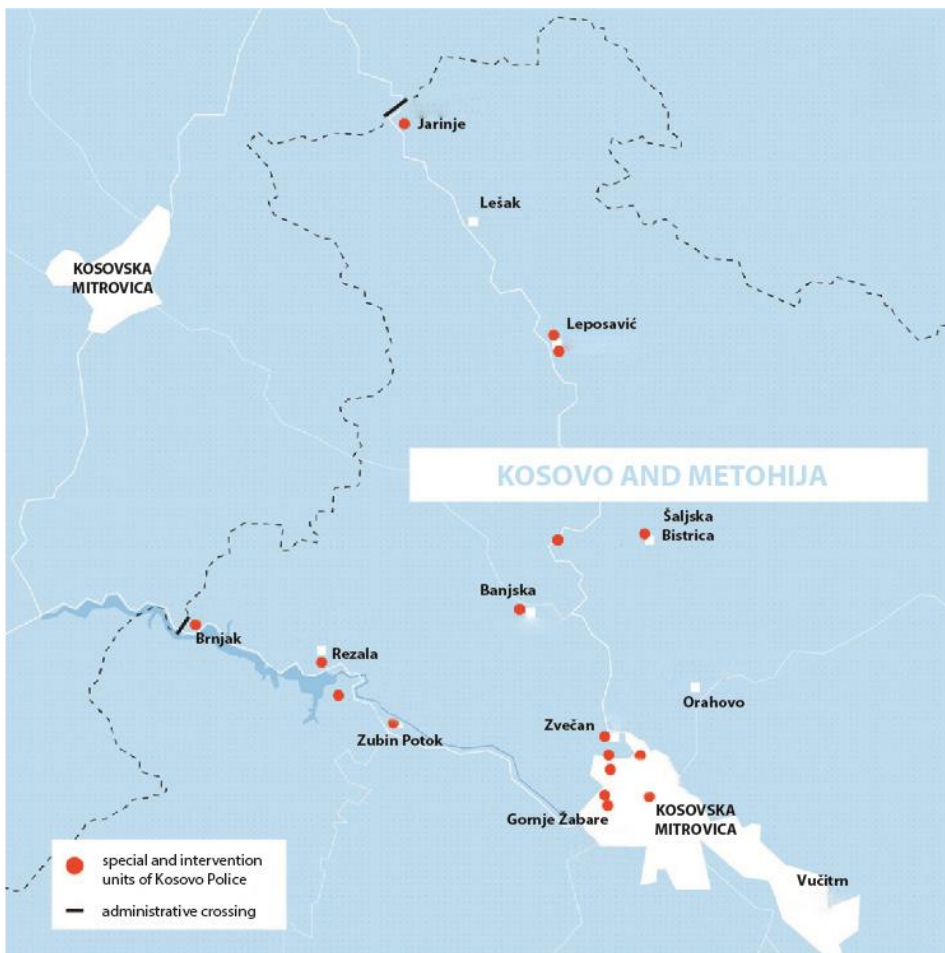 Jarinje
Lešak
KOSOVSKA
MITROVICA
Leposavić
KOSOVO AND METOHIJA
Šaljska
Bistrica
Banjska
Brnjak
Rezala
Orahovo
Zvečan
Zubin Potok
Gornje Žabare
KOSOVSKA
MITROVICA
Vučitrn
special and intervention
units of Kosovo Police
administrative crossing